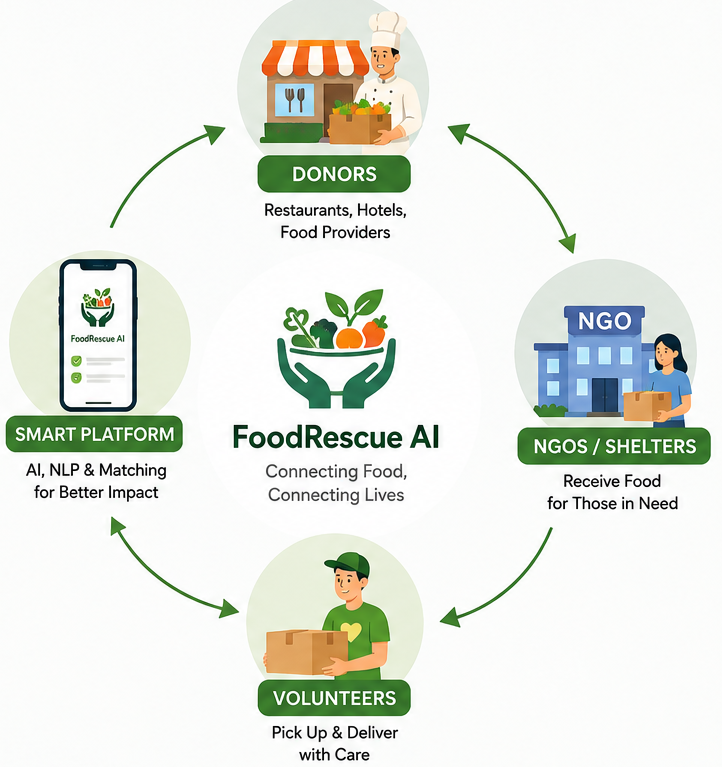 DONORS
Restaurants, Hotels,
Food Providers
FoodRescue AI
SMART PLATFORM
AI, NLP & Matching
for Better Impact
FoodRescue AI
Connecting Food,
Connecting Lives
NGO
NGOS / SHELTERS
Receive Food
for Those in Need
VOLUNTEERS
Pick Up & Deliver
with Care